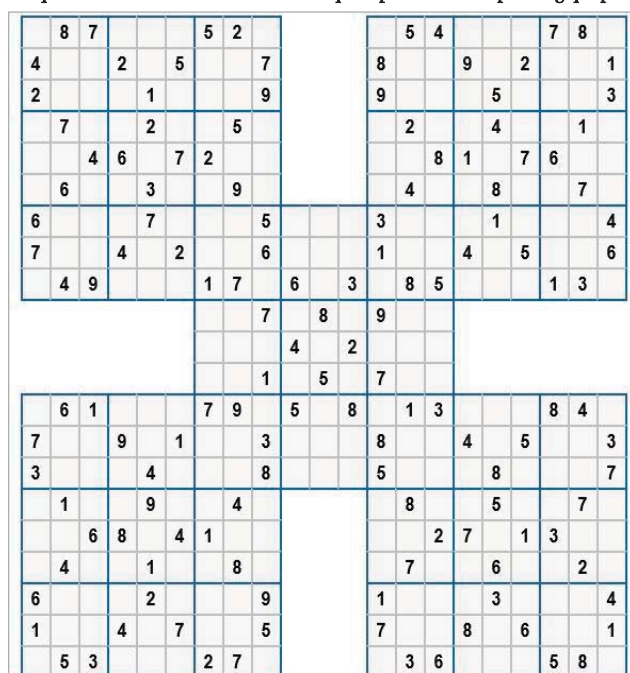 8 7 5 2 5 4 7 8
4 2 5 7 8 9 2 1
2 1 9 9 5 3
7 2 5 2 4 1
4 6 7 2 8 1 7 6
6 3 9 4 8 7
6 7 5 3 1 4
7 4 2 6 1 4 5 6
4 9 1 7 6 3 8 5 1 3
7 8 9
4 2
1 5 7
6 1 7 9 5 8 1 3 8 4
7 9 1 3 8 4 5 3
3 4 8 5 8 7
1 9 4 8 5 7
6 8 4 1 2 7 1 3
4 1 8 7 6 2
6 2 9 1 3 4
1 4 7 5 7 8 6 1
5 3 2 7 3 6 5 8